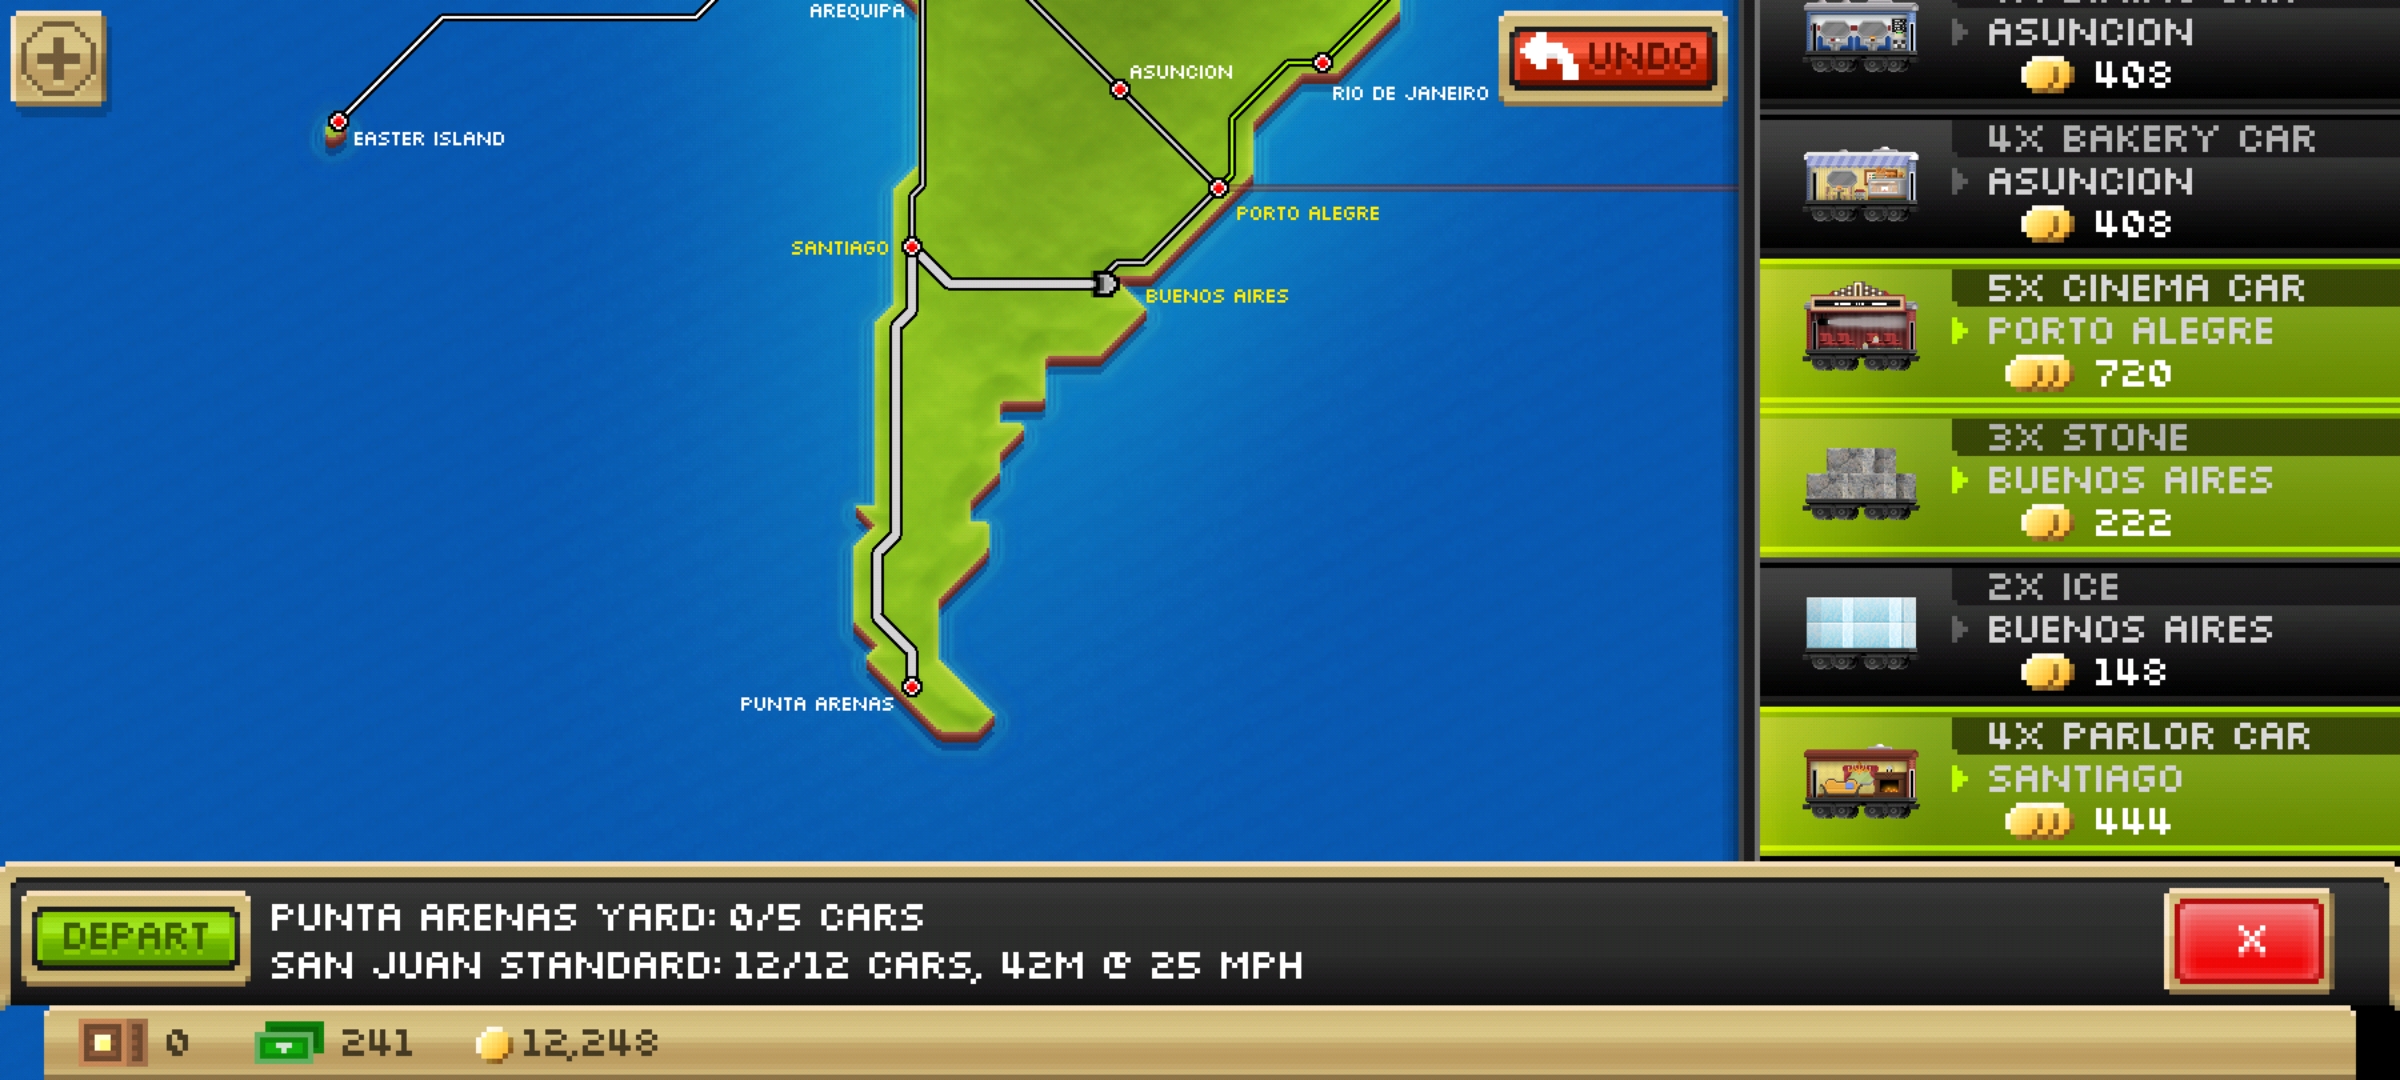 AREQUIPA
EASTER ISLAND
ASUNCION
RIO DE JANEIRO
UNDO
PORTO ALEGRE
SANTIAGO
BUENOS AIRES
PUNTA ARENAS
ASUNCION
408
4X BAKERY CAR
ASUNCION
408
5X CINEMA CAR
PORTO ALEGRE
720
3X STONE
BUENOS AIRES
222
2X ICE
BUENOS AIRES
148
4X PARLOR CAR
SANTIAGO
444
DEPART
PUNTA ARENAS YARD: 0/5 CARS
SAN JUAN STANDARD: 12/12 CARS, 42M @ 25 MPH
X
0
241
12,248